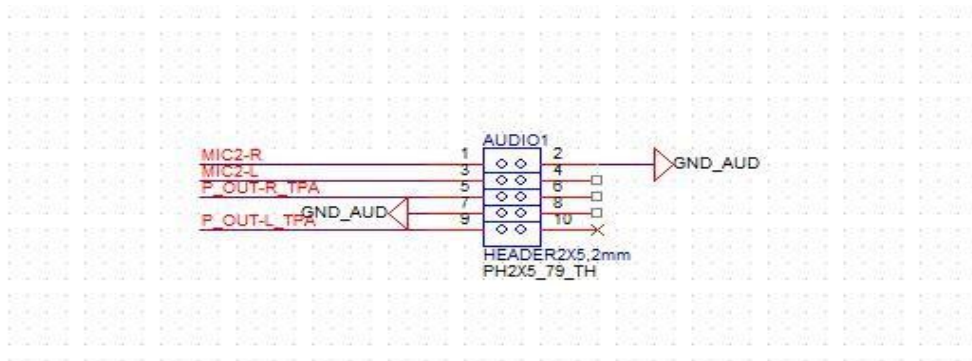 AUDIO1
MIC2-R 1 2 GND_AUD
MIC2-L 3 4
P_OUT-R_TPA 5 6
GND_AUD 7 8
P_OUT-L_TPA 9 10
HEADER2X5,2mm
PH2X5_79_TH